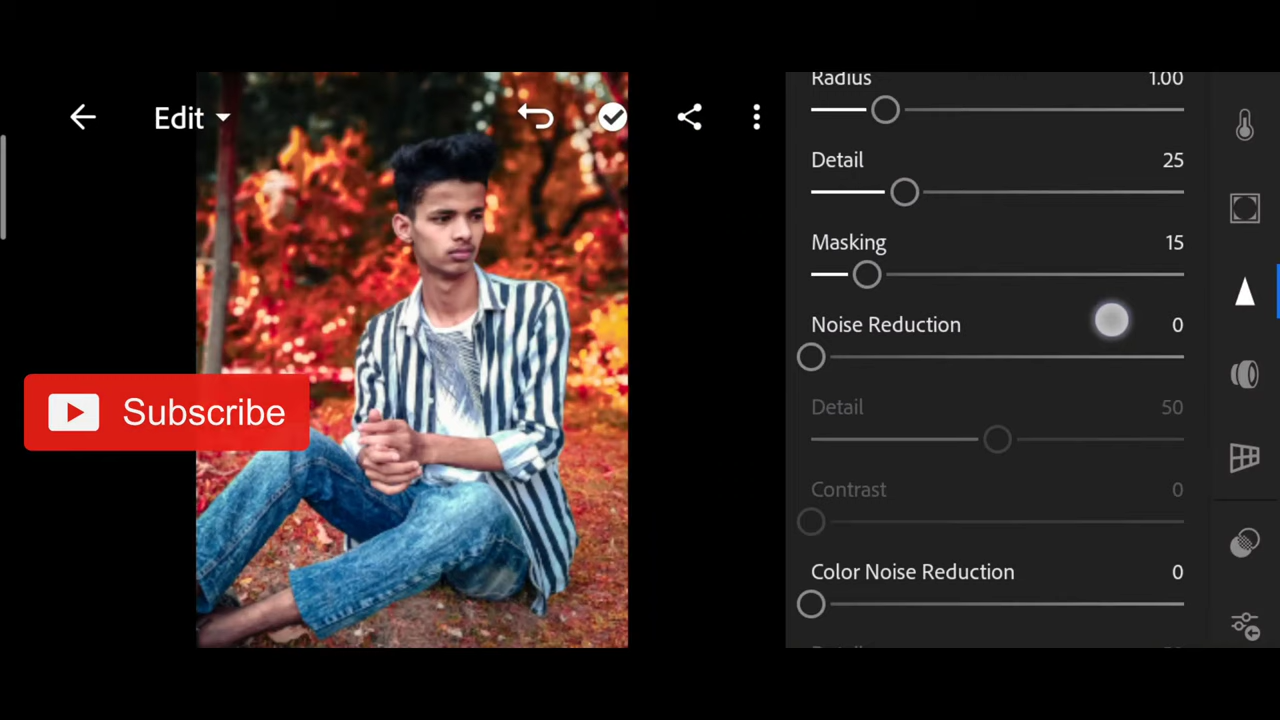 Edit
Radius 1.00
Detail 25
Masking 15
Noise Reduction 0
Detail 50
Contrast 0
Color Noise Reduction 0
Subscribe